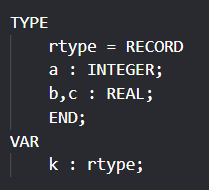 TYPE
rtype = RECORD
a : INTEGER;
b,c : REAL;
END;
VAR
k : rtype;